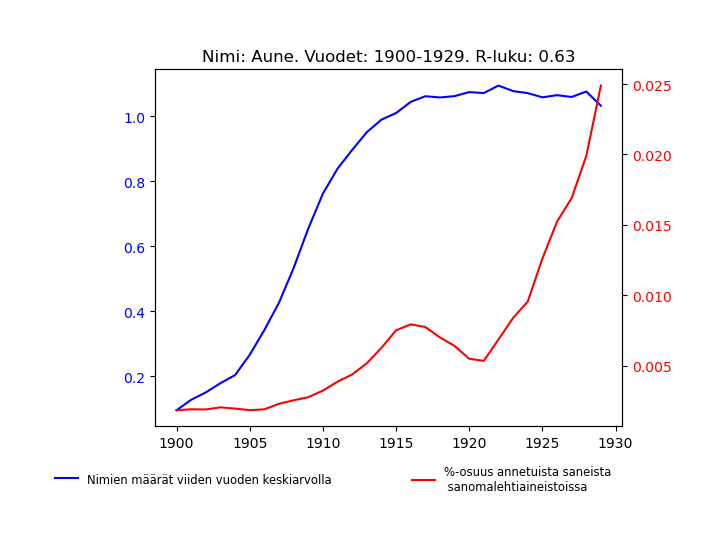 Nimi: Aune. Vuodet: 1900-1929. R-luku: 0.63
1.0
0.8
0.6
0.4
0.2
0.025
0.020
0.015
0.010
0.005
1900 1905 1910 1915 1920 1925 1930
Nimien määrät viiden vuoden keskiarvolla
%-osuus annetuista saneista
sanomalehtiaineistoissa